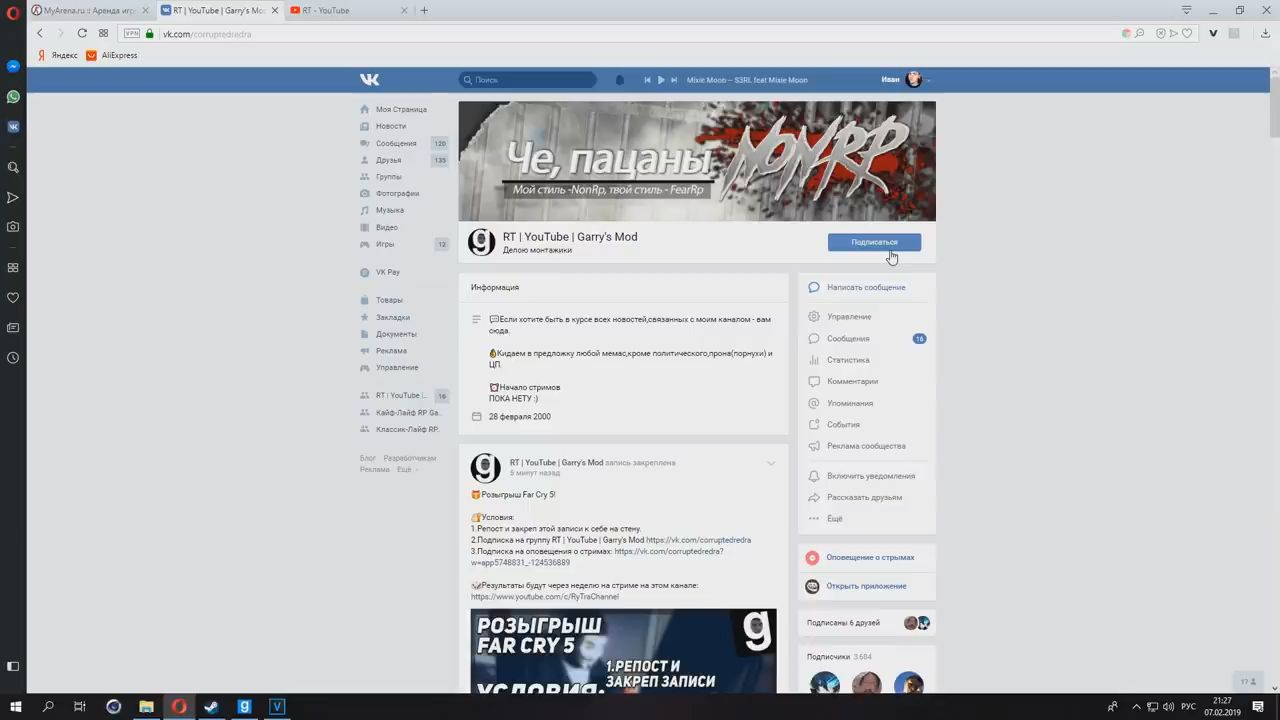 MyArena.ru :: Аренда игр
RT | YouTube | Garry's Mo
RT - YouTube
VPN
vk.com/corruptedredra
Яндекс
AliExpress
Поиск
Mixie Moon – S3RL feat Mixie Moon
Иван
Моя Страница
Новости
Сообщения 120
Друзья 135
Группы
Фотографии
Музыка
Видео
Игры 12
VK Pay
Товары
Закладки
Документы
Реклама
Управление
RT | YouTube |... 16
Кайф-Лайф RP Ga..
Классик-Лайф RP..
Блог Разработчикам
Реклама Ещё
Че, пацаны
NONRP
Мой стиль -NonRp, твой стиль - FearRp
RT | YouTube | Garry's Mod
Делою монтажики
Подписаться
Информация
Если хотите быть в курсе всех новостей,связанных с моим каналом - вам
сюда.
Кидаем в предложку любой мемас,кроме политического,прона(порнухи) и
ЦП.
Начало стримов
ПОКА НЕТУ :)
28 февраля 2000
RT | YouTube | Garry's Mod запись закреплена
5 минут назад
Розыгрыш Far Cry 5!
Условия:
1.Репост и закреп этой записи к себе на стену.
2.Подписка на группу RT | YouTube | Garry's Mod https://vk.com/corruptedredra
3.Подписка на оповещения о стримах: https://vk.com/corruptedredra?
w=app5748831_-124536889
Результаты будут через неделю на стриме на этом канале:
https://www.youtube.com/c/RyTraChannel
РОЗЫГРЫШ
FAR CRY 5
1.РЕПОСТ И
ЗАКРЕП ЗАПИСИ
УСЛОВИЯ:
Написать сообщение
Управление
Сообщения 16
Статистика
Комментарии
Упоминания
События
Реклама сообщества
Включить уведомления
Рассказать друзьям
Ещё
Оповещение о стрымах
Открыть приложение
Подписаны 6 друзей
Подписчики 3 684
17
РУС
21:27
07.02.2019